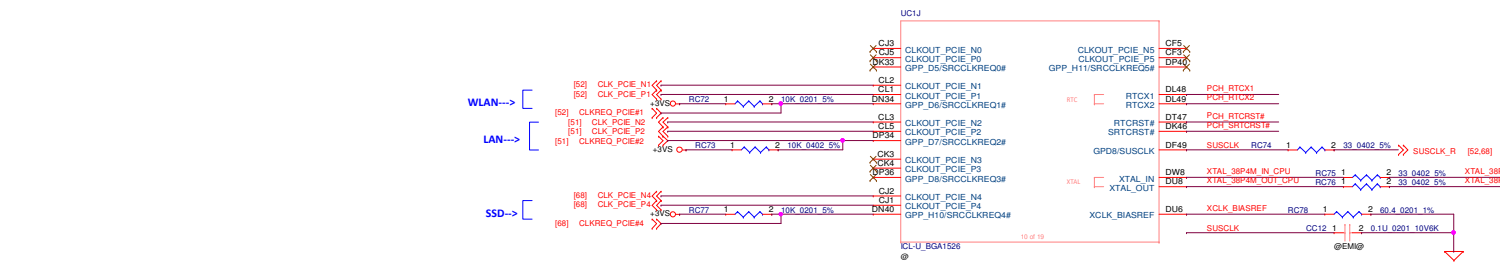 UC1J
CJ3 CLKOUT_PCIE_N0 CLKOUT_PCIE_N5 CF5
CJ5 CLKOUT_PCIE_P0 CLKOUT_PCIE_P5 CF3
DK33 GPP_D5/SRCCLKREQ0# GPP_H11/SRCCLKREQ5# DP40
WLAN--->
[52] CLK_PCIE_N1 CL2 CLKOUT_PCIE_N1
[52] CLK_PCIE_P1 CL1 CLKOUT_PCIE_P1
+3VS RC72 1 2 10K_0201_5% DN34 GPP_D6/SRCCLKREQ1#
[52] CLKREQ_PCIE#1
RTC RTCX1 DL48 PCH_RTCX1
RTCX2 DL49 PCH_RTCX2
LAN--->
[51] CLK_PCIE_N2 CL3 CLKOUT_PCIE_N2
[51] CLK_PCIE_P2 CL5 CLKOUT_PCIE_P2
[51] CLKREQ_PCIE#2 DP34 GPP_D7/SRCCLKREQ2#
+3VS RC73 1 2 10K_0402_5%
RTCRST# DT47 PCH_RTCRST#
SRTCRST# DK46 PCH_SRTCRST#
GPD8/SUSCLK DF49 SUSCLK RC74 1 2 33_0402_5% SUSCLK_R [52,68]
CK3 CLKOUT_PCIE_N3
CK4 CLKOUT_PCIE_P3
DP36 GPP_D8/SRCCLKREQ3#
XTAL XTAL_IN DW8 XTAL_38P4M_IN_CPU RC75 1 2 33_0402_5%
XTAL_OUT DU8 XTAL_38P4M_OUT_CPU RC76 1 2 33_0402_5%
SSD-->
[68] CLK_PCIE_N4 CJ2 CLKOUT_PCIE_N4
[68] CLK_PCIE_P4 CJ1 CLKOUT_PCIE_P4
+3VS RC77 1 2 10K_0201_5% DN40 GPP_H10/SRCCLKREQ4#
[68] CLKREQ_PCIE#4
XCLK_BIASREF DU6 XCLK_BIASREF RC78 1 2 60.4_0201_1%
SUSCLK CC12 1 2 0.1U_0201_10V6K
@EMI@
10 of 19
ICL-U_BGA1526
@